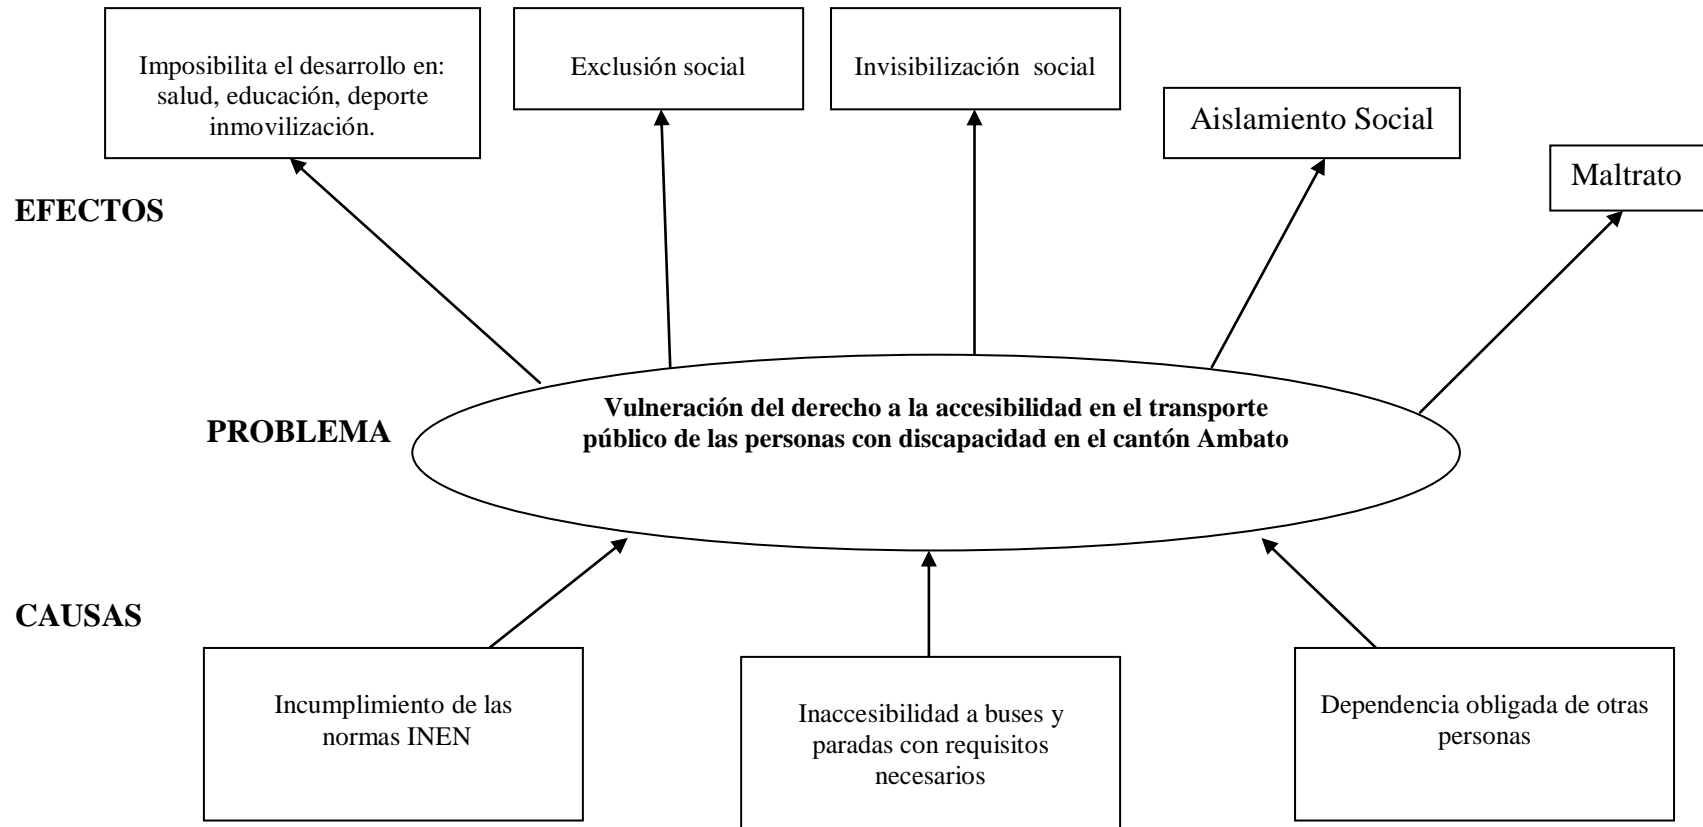 Imposibilita el desarrollo en:
salud, educación, deporte
inmovilización.
Exclusión social
Invisibilización  social
Aislamiento Social
Maltrato
EFECTOS
PROBLEMA
Vulneración del derecho a la accesibilidad en el transporte
público de las personas con discapacidad en el cantón Ambato
CAUSAS
Incumplimiento de las
normas INEN
Inaccesibilidad a buses y
paradas con requisitos
necesarios
Dependencia obligada de otras
personas